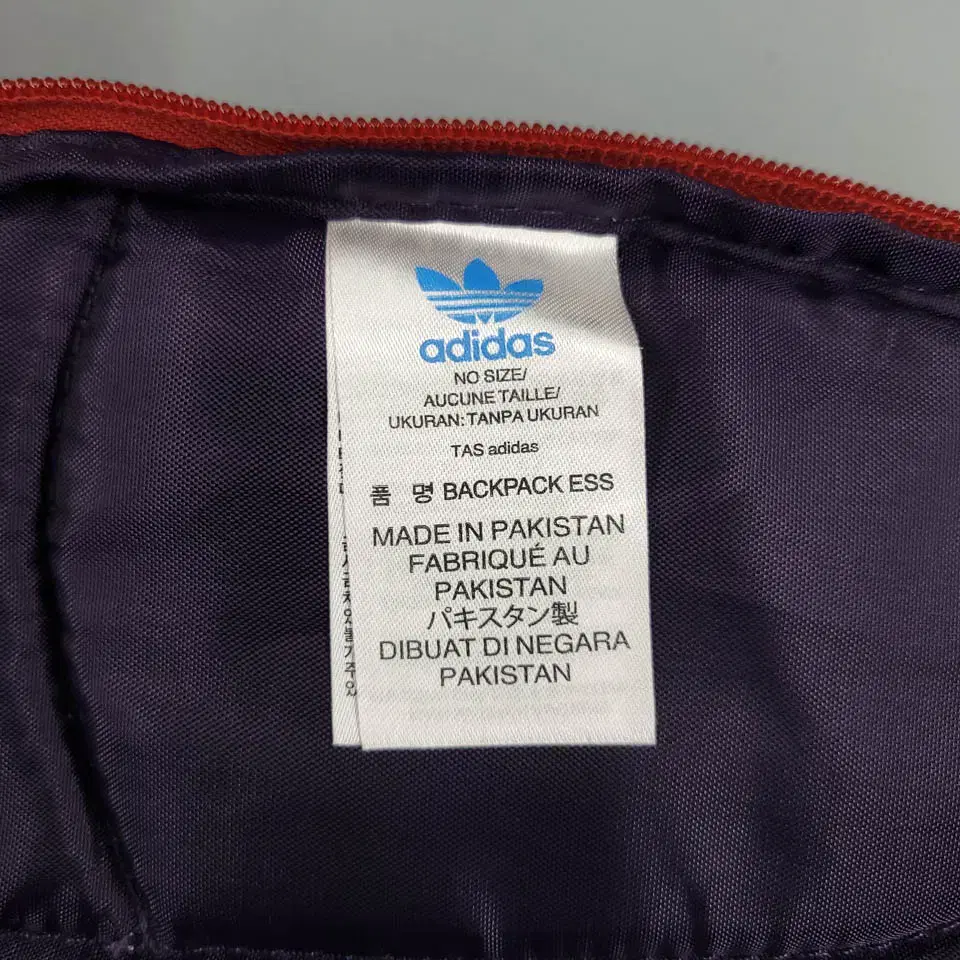 adidas
NO SIZE/
AUCUNE TAILLE/
UKURAN: TANPA UKURAN
TAS adidas
품 명 BACKPACK ESS
MADE IN PAKISTAN
FABRIQUÉ AU
PAKISTAN
パキスタン製
DIBUAT DI NEGARA
PAKISTAN